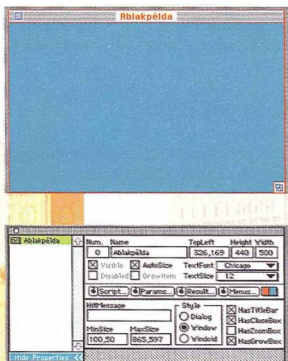 Ablakpélda
Ablakpélda
Num. Name TopLeft Height Width
0 Ablakpélda 326,169 440 500
Visible AutoSize TextFont Chicago
Disabled GrowItem TextSize 12
Script... Params... Result... Menus...
HitMessage
Style
Dialog
Window
Windoid
HasTitleBar
HasCloseBox
HasZoomBox
HasGrowBox
MinSize MaxSize
100,50 865,597
Hide Properties <<